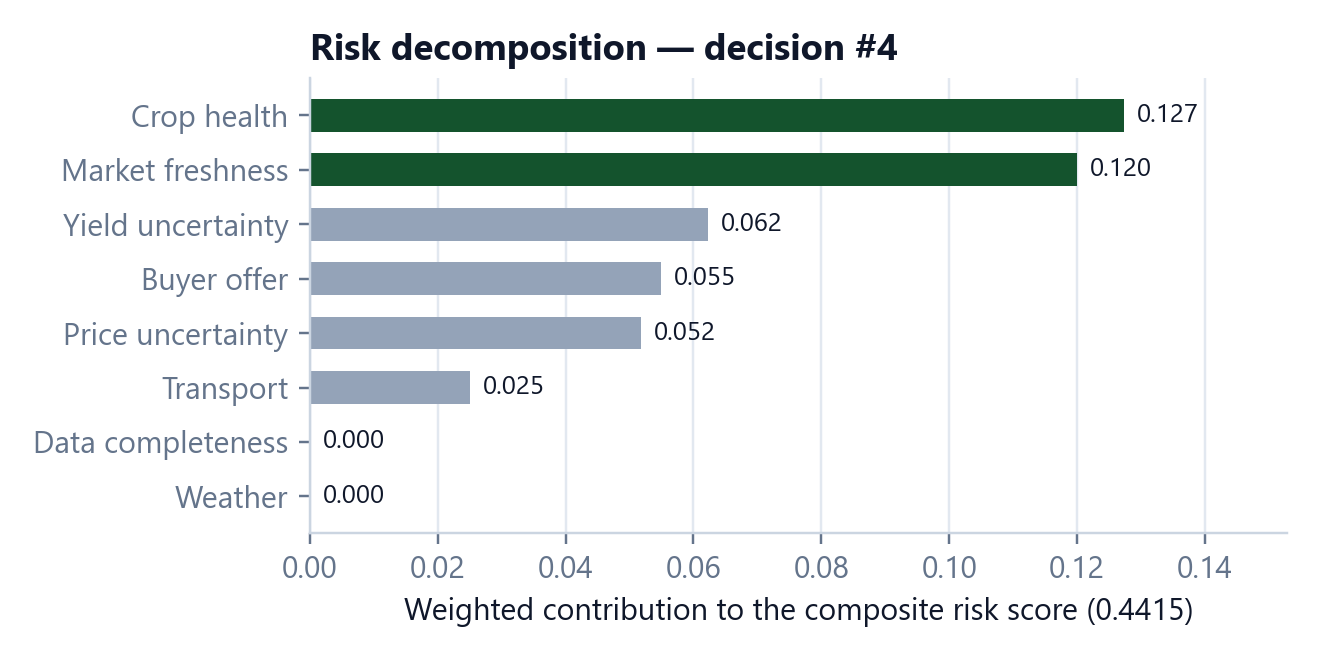 Risk decomposition — decision #4
Crop health 0.127
Market freshness 0.120
Yield uncertainty 0.062
Buyer offer 0.055
Price uncertainty 0.052
Transport 0.025
Data completeness 0.000
Weather 0.000
0.00 0.02 0.04 0.06 0.08 0.10 0.12 0.14
Weighted contribution to the composite risk score (0.4415)